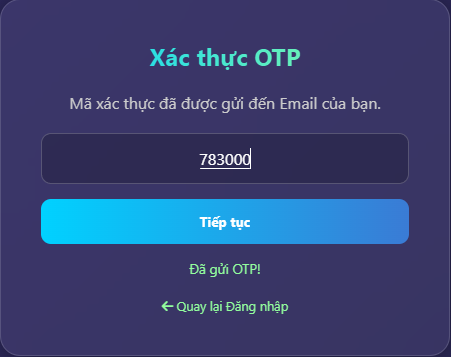 Xác thực OTP
Mã xác thực đã được gửi đến Email của bạn.
783000
Tiếp tục
Đã gửi OTP!
← Quay lại Đăng nhập